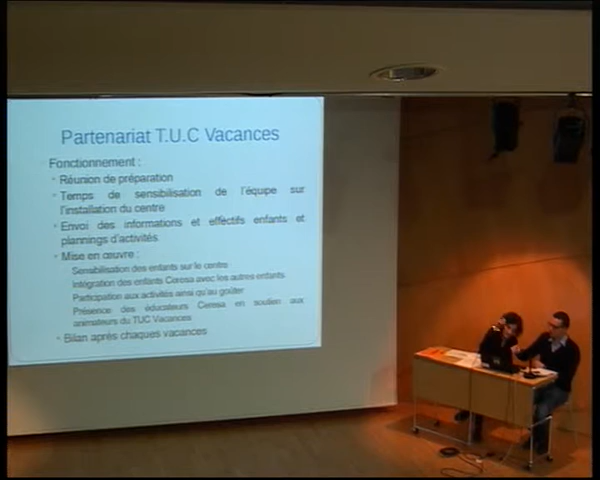 Partenariat T.U.C Vacances
Fonctionnement :
Réunion de préparation
Temps de sensibilisation de l'équipe sur
l'installation du centre
Envoi des informations et effectifs enfants et
plannings d'activités
Mise en œuvre :
Sensibilisation des enfants sur le centre
Intégration des enfants Ceresa avec les autres enfants
Participation aux activités ainsi qu'au goûter
Présence des éducateurs Ceresa en soutien aux
animateurs du TUC Vacances
Bilan après chaques vacances